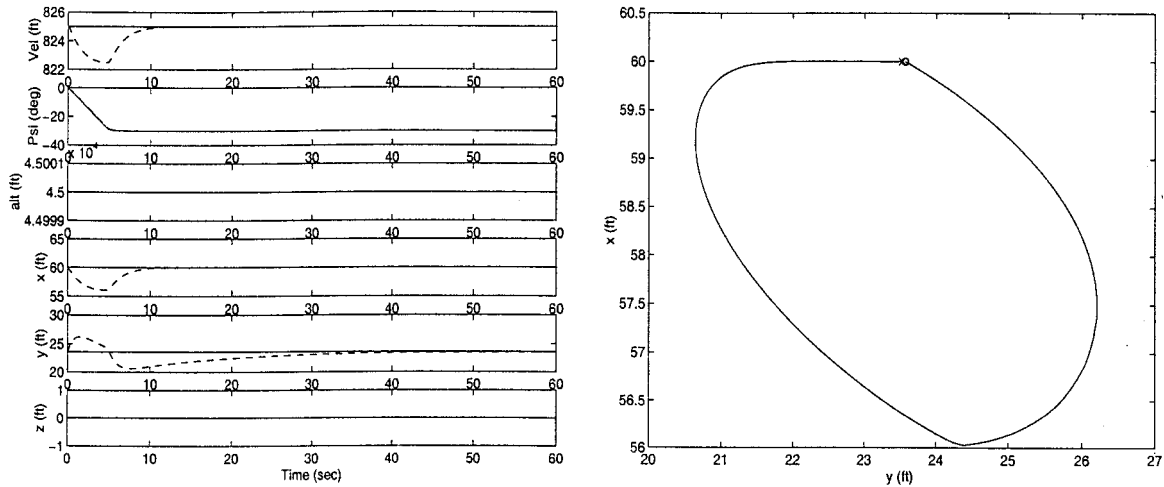 826
824
822
Vel (ft)
0 10 20 30 40 50 60
0
-20
-40
Psi (deg)
0 10 20 30 40 50 60
x 10^4
4.5001
4.5
4.4999
alt (ft)
0 10 20 30 40 50 60
65
60
55
x (ft)
0 10 20 30 40 50 60
30
25
20
y (ft)
0 10 20 30 40 50 60
1
0
-1
z (ft)
0 10 20 30 40 50 60
Time (sec)
60.5
60
59.5
59
58.5
58
57.5
57
56.5
56
x (ft)
20 21 22 23 24 25 26 27
y (ft)